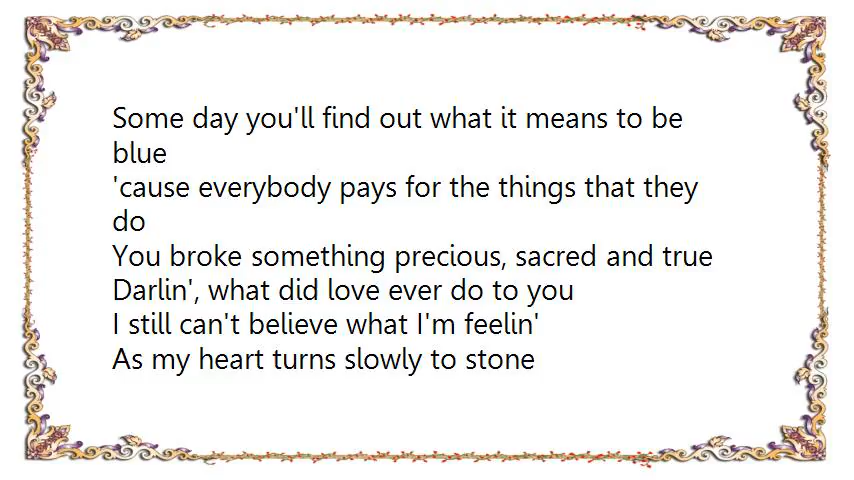 Some day you'll find out what it means to be
blue
'cause everybody pays for the things that they
do
You broke something precious, sacred and true
Darlin', what did love ever do to you
I still can't believe what I'm feelin'
As my heart turns slowly to stone